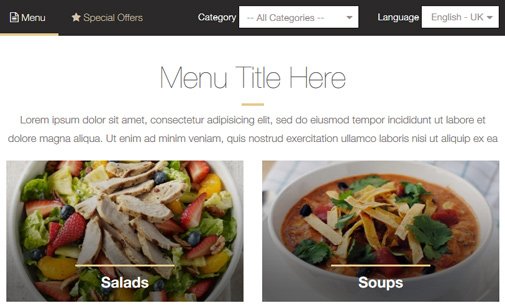 Menu Special Offers Category -- All Categories -- Language English - UK
Menu Title Here
Lorem ipsum dolor sit amet, consectetur adipisicing elit, sed do eiusmod tempor incididunt ut labore et
dolore magna aliqua. Ut enim ad minim veniam, quis nostrud exercitation ullamco laboris nisi ut aliquip ex ea
Salads Soups